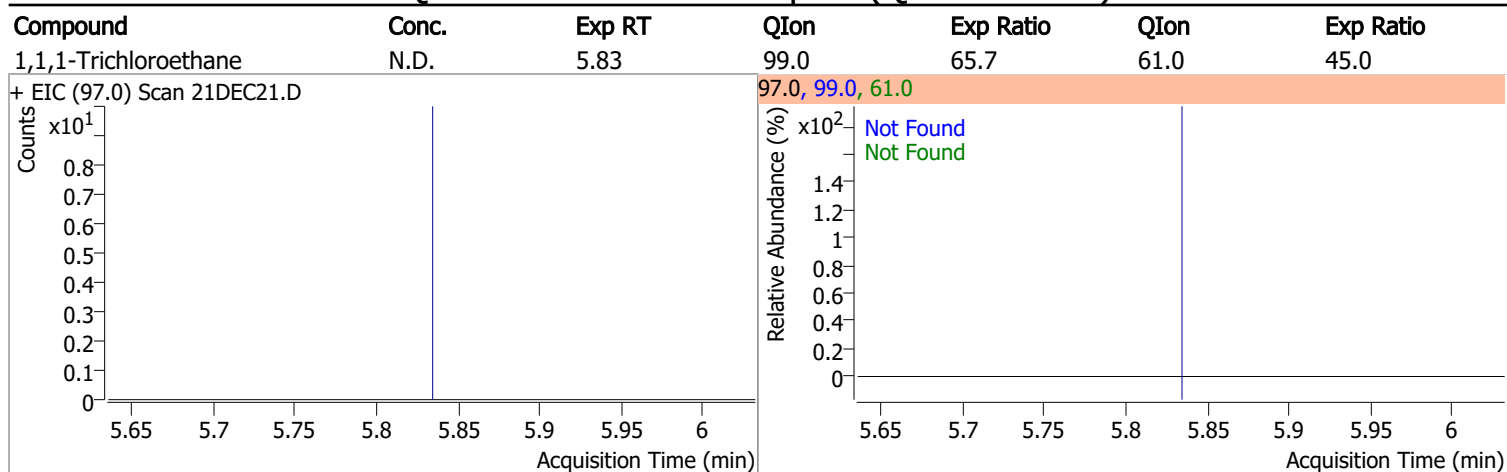 Compound Conc. Exp RT QIon Exp Ratio QIon Exp Ratio
1,1,1-Trichloroethane N.D. 5.83 99.0 65.7 61.0 45.0
+ EIC (97.0) Scan 21DEC21.D
Counts
x10¹
0.8
0.7
0.6
0.5
0.4
0.3
0.2
0.1
0
5.65 5.7 5.75 5.8 5.85 5.9 5.95 6
Acquisition Time (min)
97.0, 99.0, 61.0
Relative Abundance (%)
x10²
Not Found
Not Found
1.4
1.2
1
0.8
0.6
0.4
0.2
0
5.65 5.7 5.75 5.8 5.85 5.9 5.95 6
Acquisition Time (min)